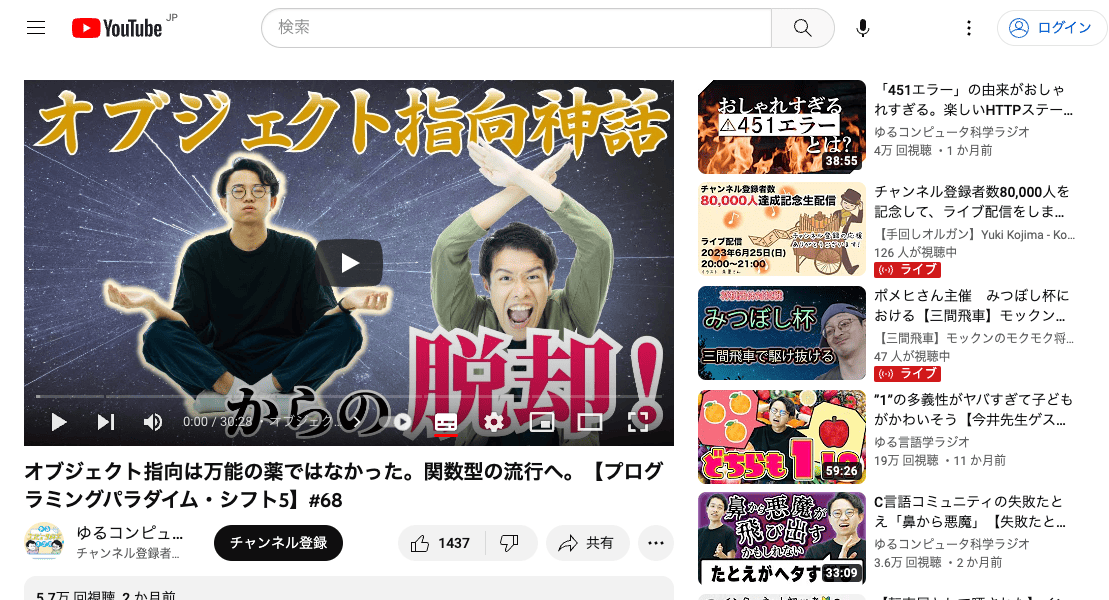 YouTube JP
検索
ログイン
オブジェクト指向神話
からの脱却！
0:00 / 30:28 • オブジェク…
オブジェクト指向は万能の薬ではなかった。関数型の流行へ。【プログ
ラミングパラダイム・シフト5】#68
ゆるコンピュ…
チャンネル登録者…
チャンネル登録
1437
共有
5.7万 回視聴 2 か月前
おしゃれすぎる
⚠451エラー
とは?
38:55
「451エラー」の由来がおしゃ
れすぎる。楽しいHTTPステー…
ゆるコンピュータ科学ラジオ
4万 回視聴 • 1 か月前
チャンネル登録者数
80,000人達成記念生配信
チャンネル登録の応援
ありがとうございます!
ライブ配信
2023年6月25日(日)
20:00〜21:00
チャンネル登録者数80,000人を
記念して、ライブ配信をしま…
【手回しオルガン】Yuki Kojima - Ko…
126 人が視聴中
ライブ
みつぼし杯
三間飛車で駆け抜ける
ポメヒさん主催　みつぼし杯に
おける【三間飛車】モックン…
【三間飛車】モックンのモクモク将…
47 人が視聴中
ライブ
どちらも1
59:26
”1”の多義性がヤバすぎて子ども
がかわいそう【今井先生ゲス…
ゆる言語学ラジオ
19万 回視聴 • 11 か月前
鼻から悪魔が
飛び出す
かもしれない
たとえがヘタす
33:09
C言語コミュニティの失敗たと
え「鼻から悪魔」【失敗たと…
ゆるコンピュータ科学ラジオ
3.6万 回視聴 • 2 か月前